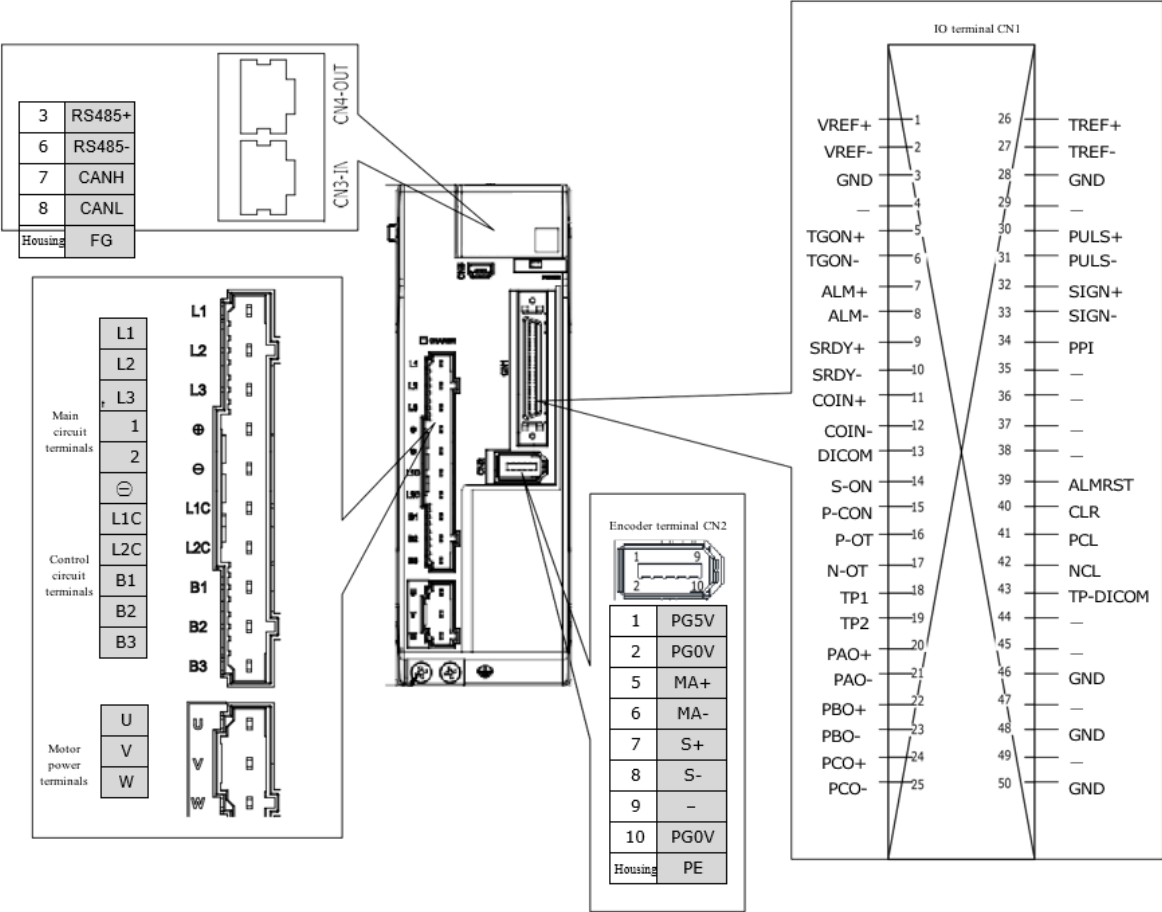 IO terminal CN1
VREF+ 1 26 TREF+
VREF- 2 27 TREF-
GND 3 28 GND
— 4 29 —
TGON+ 5 30 PULS+
TGON- 6 31 PULS-
ALM+ 7 32 SIGN+
ALM- 8 33 SIGN-
SRDY+ 9 34 PPI
SRDY- 10 35 —
COIN+ 11 36 —
COIN- 12 37 —
DICOM 13 38 —
S-ON 14 39 ALMRST
P-CON 15 40 CLR
P-OT 16 41 PCL
N-OT 17 42 NCL
TP1 18 43 TP-DICOM
TP2 19 44 —
PAO+ 20 45 —
PAO- 21 46 GND
PBO+ 22 47 —
PBO- 23 48 GND
PCO+ 24 49 —
PCO- 25 50 GND
CN4-OUT
CN3-IN
3 RS485+
6 RS485-
7 CANH
8 CANL
Housing FG
L1
L2
L3
1
2
⊖
L1C
L2C
B1
B2
B3
Main
circuit
terminals
Control
circuit
terminals
L1
L2
L3
⊕
⊖
L1C
L2C
B1
B2
B3
U
V
W
Motor
power
terminals
U
V
W
Encoder terminal CN2
1 9
2 10
1 PG5V
2 PG0V
5 MA+
6 MA-
7 S+
8 S-
9 –
10 PG0V
Housing PE